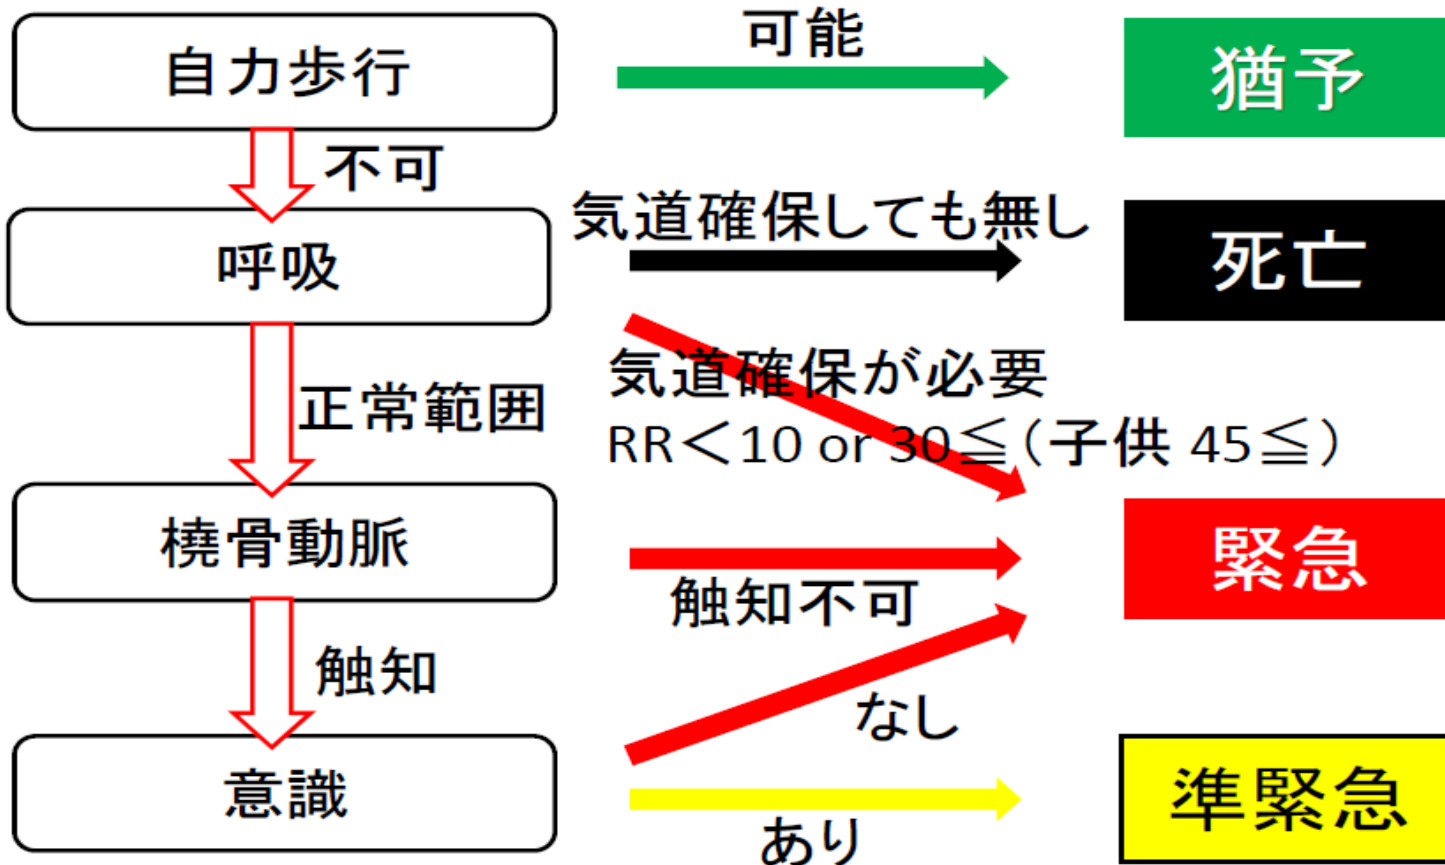 自力歩行
可能
猶予
不可
呼吸
気道確保しても無し
死亡
正常範囲
気道確保が必要
RR<10 or 30≦(子供 45≦)
橈骨動脈
触知不可
緊急
触知
なし
意識
あり
準緊急